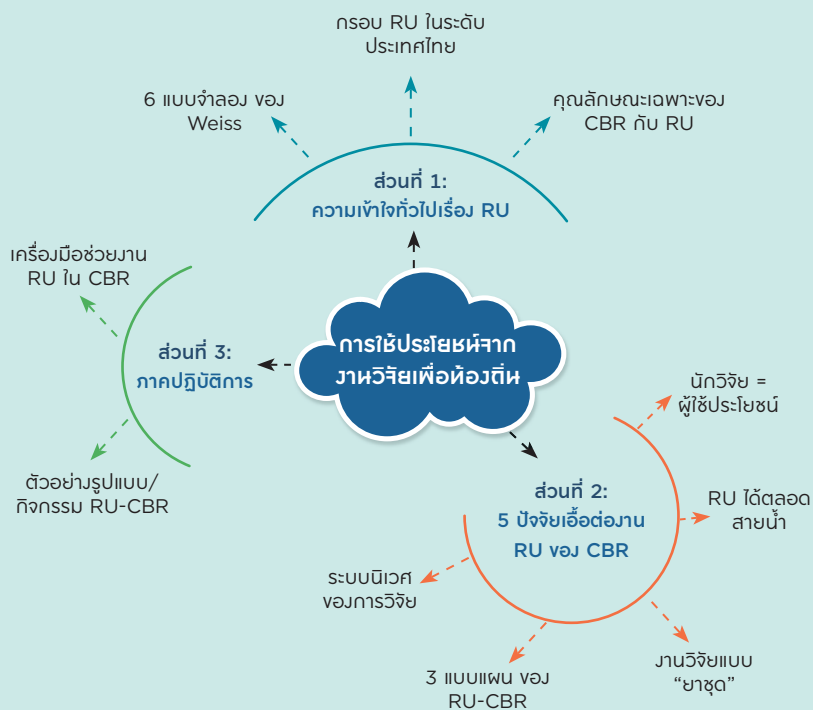 กรอบ RU ในระดับ
ประเทศไทย
6 แบบจำลอง ของ
Weiss
คุณลักษณะเฉพาะของ
CBR กับ RU
ส่วนที่ 1:
ความเข้าใจทั่วไปเรื่อง RU
เครื่องมือช่วยงาน
RU ใน CBR
ส่วนที่ 3:
ภาคปฏิบัติการ
ตัวอย่างรูปแบบ/
กิจกรรม RU-CBR
การใช้ประโยชน์จาก
งานวิจัยเพื่อท้องถิ่น
นักวิจัย =
ผู้ใช้ประโยชน์
ส่วนที่ 2:
5 ปัจจัยเอื้อต่องาน
RU ของ CBR
RU ได้ตลอด
สายน้ำ
ระบบนิเวศ
ของการวิจัย
3 แบบแผน ของ
RU-CBR
งานวิจัยแบบ
“ยาชุด”